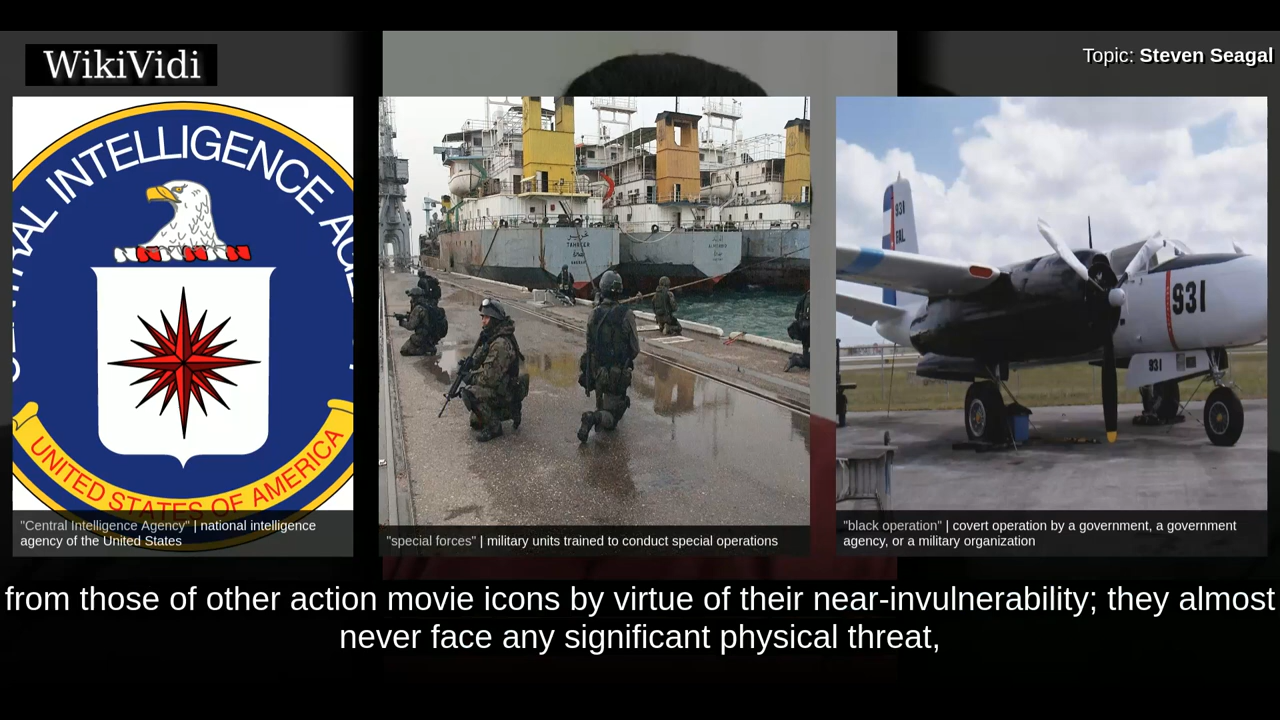 WikiVidi
Topic: Steven Seagal
INTELLIGENCE
UNITED STATES OF AMERICA
"Central Intelligence Agency" | national intelligence
agency of the United States
TAHREER
"special forces" | military units trained to conduct special operations
931
931
931
"black operation" | covert operation by a government, a government
agency, or a military organization
from those of other action movie icons by virtue of their near-invulnerability; they almost
never face any significant physical threat,